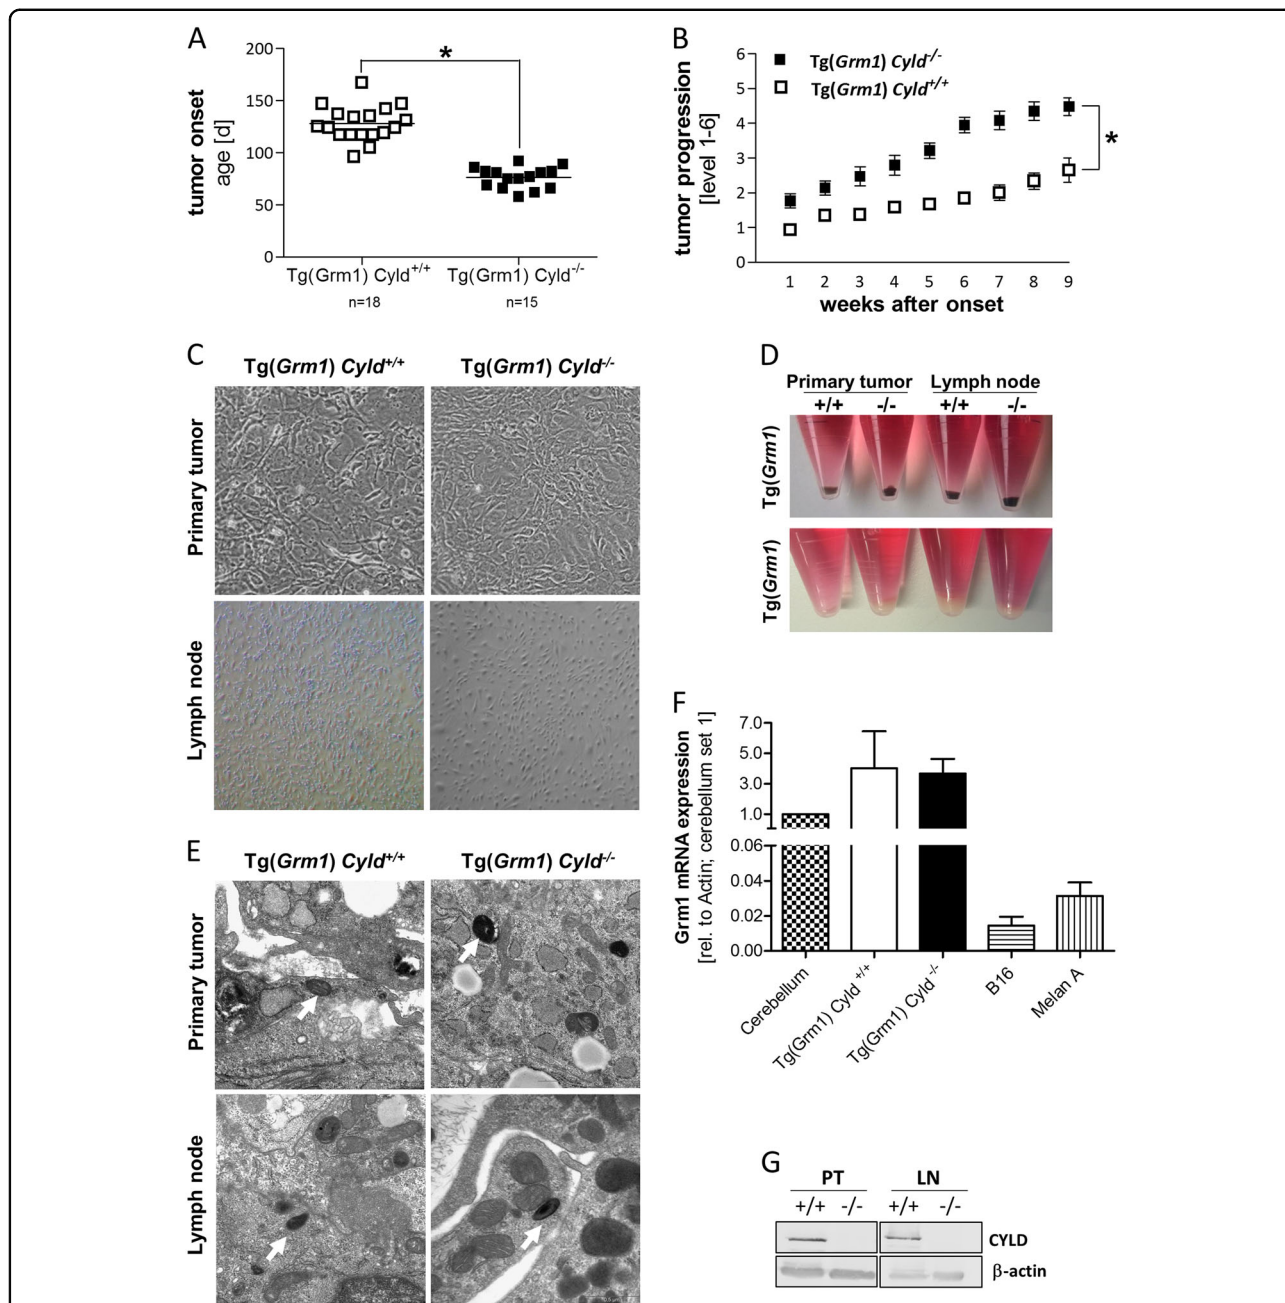 A
tumor onset
age [d]
200
150
100
50
0
*
Tg(Grm1) Cyld+/+
Tg(Grm1) Cyld-/-
n=18
n=15
B
tumor progression
[level 1-6]
6
5
4
3
2
1
0
Tg(Grm1) Cyld-/-
Tg(Grm1) Cyld+/+
*
1 2 3 4 5 6 7 8 9
weeks after onset
C
Tg(Grm1) Cyld+/+
Tg(Grm1) Cyld-/-
Primary tumor
Lymph node
D
Primary tumor
Lymph node
+/+ -/- +/+ -/-
Tg(Grm1)
Tg(Grm1)
E
Tg(Grm1) Cyld+/+
Tg(Grm1) Cyld-/-
Primary tumor
Lymph node
F
Grm1 mRNA expression
[rel. to Actin; cerebellum set 1]
7.0
5.0
3.0
1.0
0.06
0.04
0.02
0.00
Cerebellum
Tg(Grm1) Cyld +/+
Tg(Grm1) Cyld -/-
B16
Melan A
G
PT
LN
+/+ -/- +/+ -/-
CYLD
β-actin